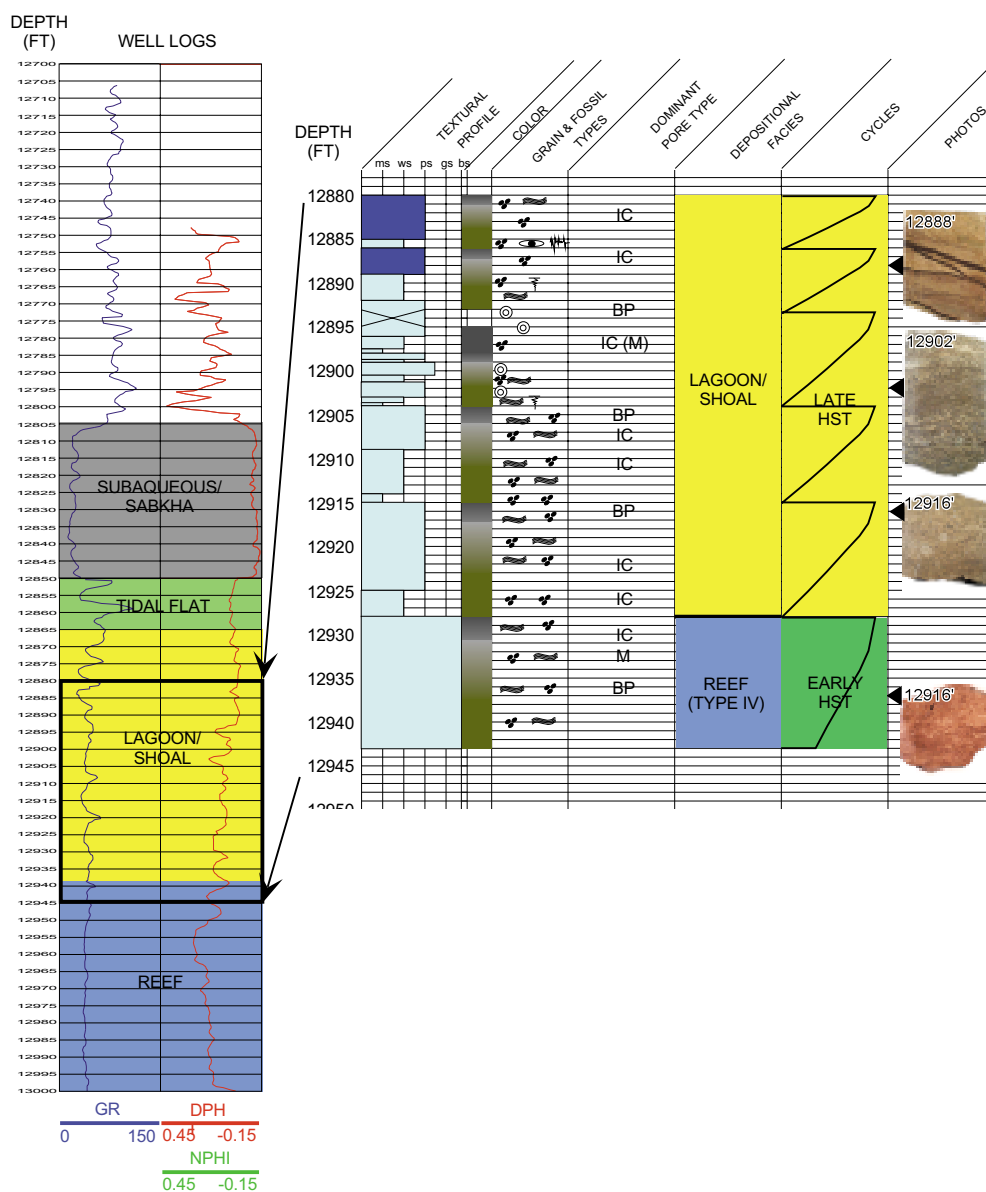 DEPTH
(FT)
WELL LOGS
12700
12705
12710
12715
12720
12725
12730
12735
12740
12745
12750
12755
12760
12765
12770
12775
12780
12785
12790
12795
12800
12805
12810
12815
12820
12825
12830
12835
12840
12845
12850
12855
12860
12865
12870
12875
12880
12885
12890
12895
12900
12905
12910
12915
12920
12925
12930
12935
12940
12945
12950
12955
12960
12965
12970
12975
12980
12985
12990
12995
13000
SUBAQUEOUS/
SABKHA
TIDAL FLAT
LAGOON/
SHOAL
REEF
GR
DPH
0
150
0.45
-0.15
NPHI
0.45
-0.15
DEPTH
(FT)
TEXTURAL
PROFILE
COLOR
GRAIN & FOSSIL
TYPES
DOMINANT
PORE TYPE
DEPOSITIONAL
FACIES
CYCLES
PHOTOS
ms
ws
ps
gs
bs
12880
12885
12890
12895
12900
12905
12910
12915
12920
12925
12930
12935
12940
12945
12950
IC
IC
BP
IC (M)
BP
IC
IC
BP
IC
IC
IC
M
BP
LAGOON/
SHOAL
REEF
(TYPE IV)
LATE
HST
EARLY
HST
12888'
12902'
12916'
12916'